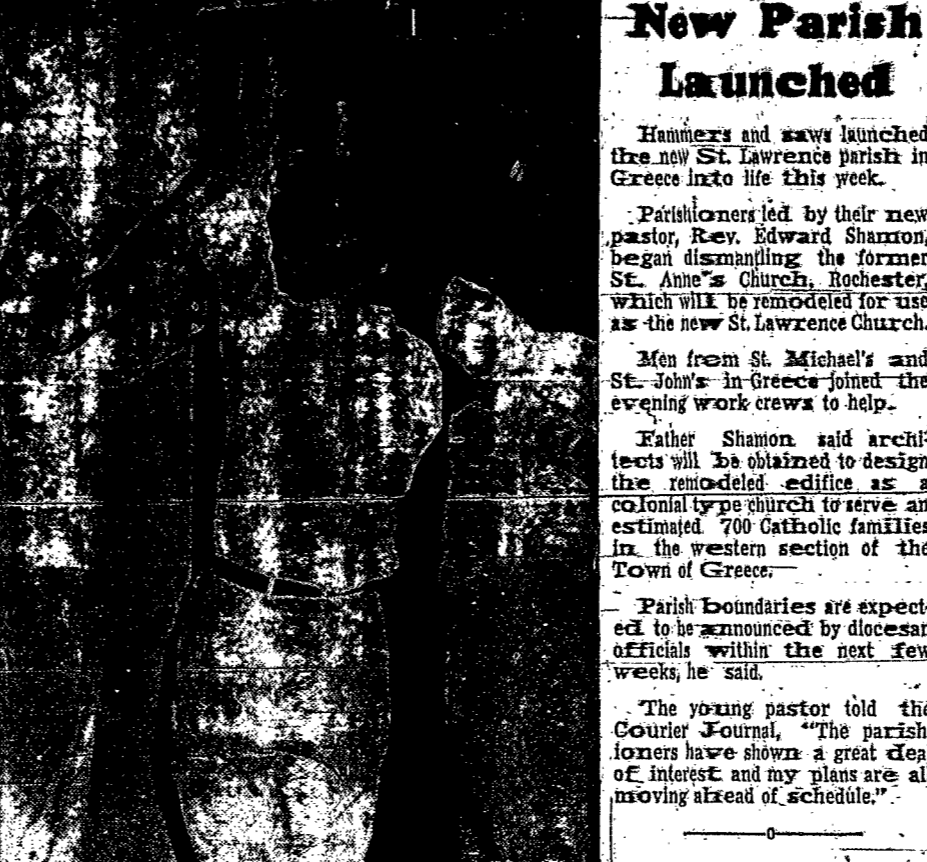 New Parish
Launched
Hammers and saws launched
the new St. Lawrence parish in
Greece into life this week.
Parishioners led by their new
pastor, Rev. Edward Shamon,
began dismantling the former
St. Anne's Church, Rochester,
which will be remodeled for use
as the new St. Lawrence Church.
Men from St. Michael's and
St. John's in Greece joined the
evening work crews to help.
Father Shamon said archi-
tects will be obtained to design
the remodeled edifice as a
colonial type church to serve an
estimated 700 Catholic families
in the western section of the
Town of Greece.
Parish boundaries are expect-
ed to be announced by diocesan
officials within the next few
weeks, he said.
The young pastor told the
Courier Journal, "The parish-
ioners have shown a great dea
of interest and my plans are al
moving ahead of schedule."